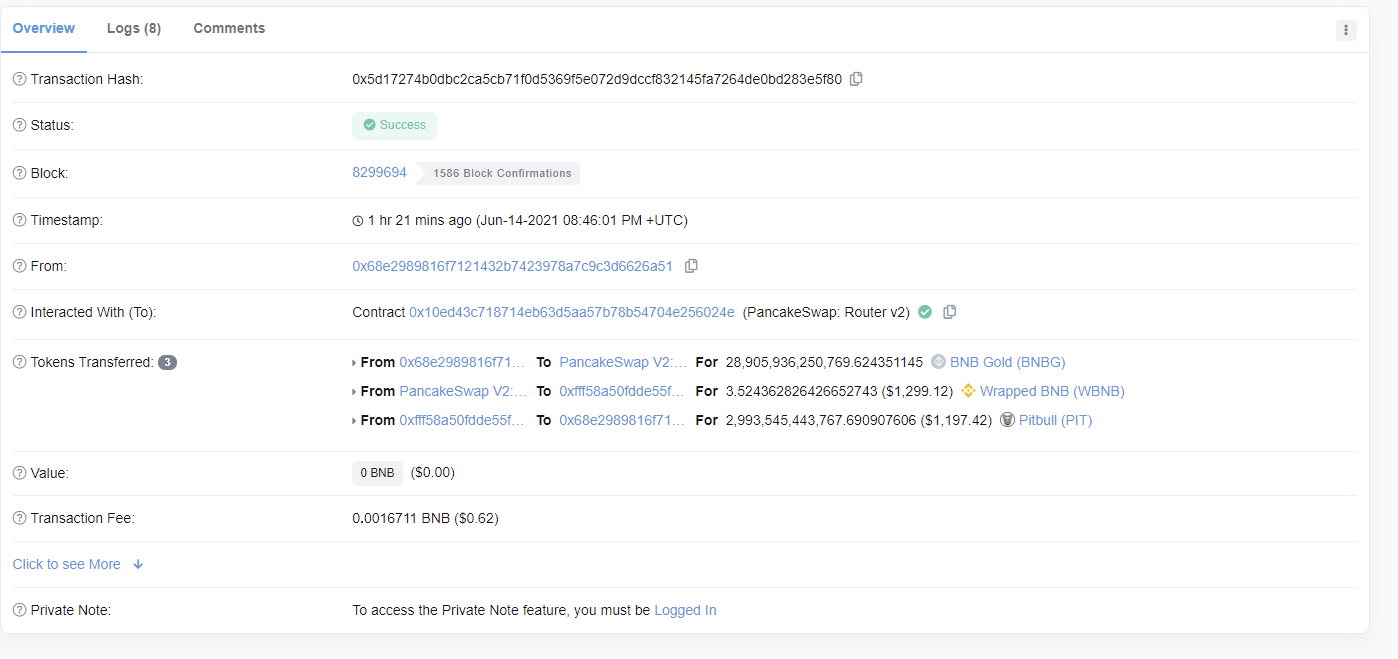 Overview Logs (8) Comments
Transaction Hash: 0x5d17274b0dbc2ca5cb71f0d5369f5e072d9dccf832145fa7264de0bd283e5f80
Status: Success
Block: 8299694 1586 Block Confirmations
Timestamp: 1 hr 21 mins ago (Jun-14-2021 08:46:01 PM +UTC)
From: 0x68e2989816f7121432b7423978a7c9c3d6626a51
Interacted With (To): Contract 0x10ed43c718714eb63d5aa57b78b54704e256024e (PancakeSwap: Router v2)
Tokens Transferred: 3 From 0x68e2989816f71... To PancakeSwap V2:... For 28,905,936,250,769.624351145 BNB Gold (BNBG)
From PancakeSwap V2:... To 0xfff58a50fdde55f... For 3.524362826426652743 ($1,299.12) Wrapped BNB (WBNB)
From 0xfff58a50fdde55f... To 0x68e2989816f71... For 2,993,545,443,767.690907606 ($1,197.42) Pitbull (PIT)
Value: 0 BNB ($0.00)
Transaction Fee: 0.0016711 BNB ($0.62)
Click to see More
Private Note: To access the Private Note feature, you must be Logged In